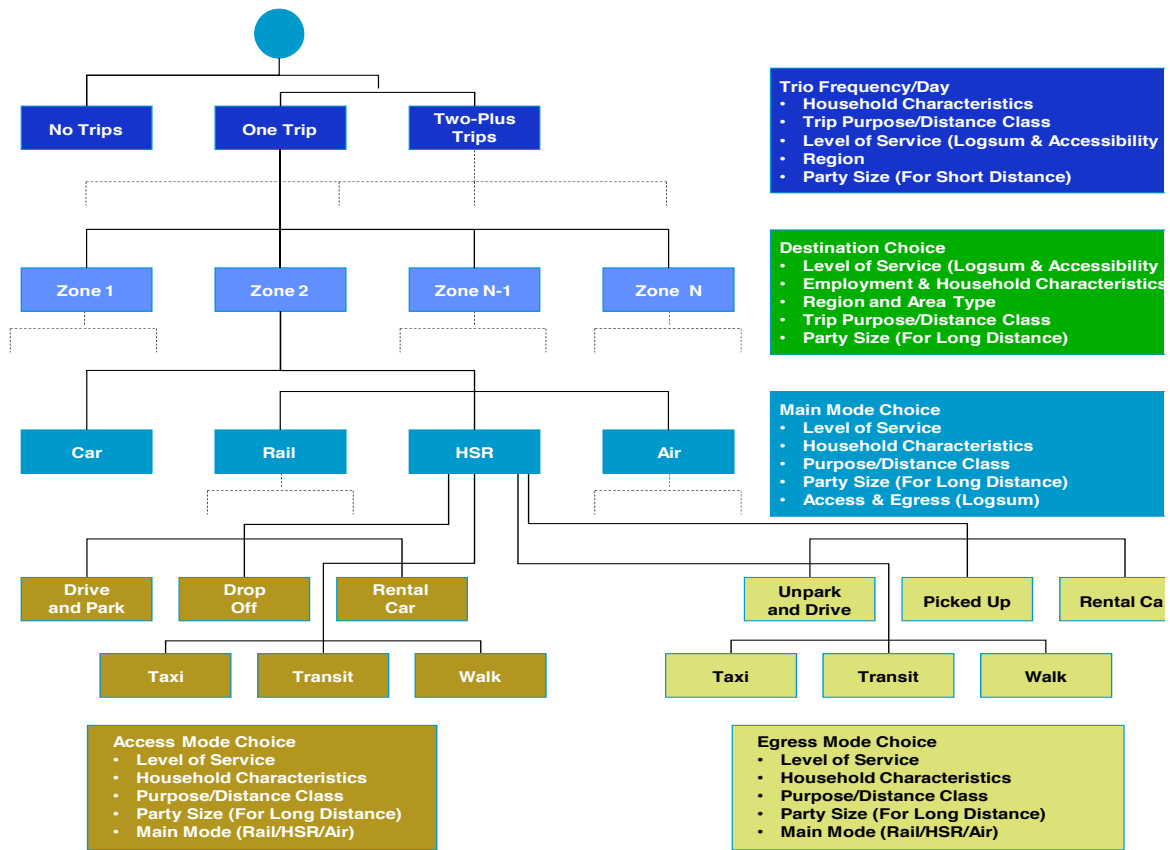 No Trips
One Trip
Two-Plus
Trips
Trio Frequency/Day
• Household Characteristics
• Trip Purpose/Distance Class
• Level of Service (Logsum & Accessibility
• Region
• Party Size (For Short Distance)
Zone 1
Zone 2
Zone N-1
Zone N
Destination Choice
• Level of Service (Logsum & Accessibility
• Employment & Household Characteristics
• Region and Area Type
• Trip Purpose/Distance Class
• Party Size (For Long Distance)
Car
Rail
HSR
Air
Main Mode Choice
• Level of Service
• Household Characteristics
• Purpose/Distance Class
• Party Size (For Long Distance)
• Access & Egress (Logsum)
Drive
and Park
Drop
Off
Rental
Car
Unpark
and Drive
Picked Up
Rental Ca
Taxi
Transit
Walk
Taxi
Transit
Walk
Access Mode Choice
• Level of Service
• Household Characteristics
• Purpose/Distance Class
• Party Size (For Long Distance)
• Main Mode (Rail/HSR/Air)
Egress Mode Choice
• Level of Service
• Household Characteristics
• Purpose/Distance Class
• Party Size (For Long Distance)
• Main Mode (Rail/HSR/Air)